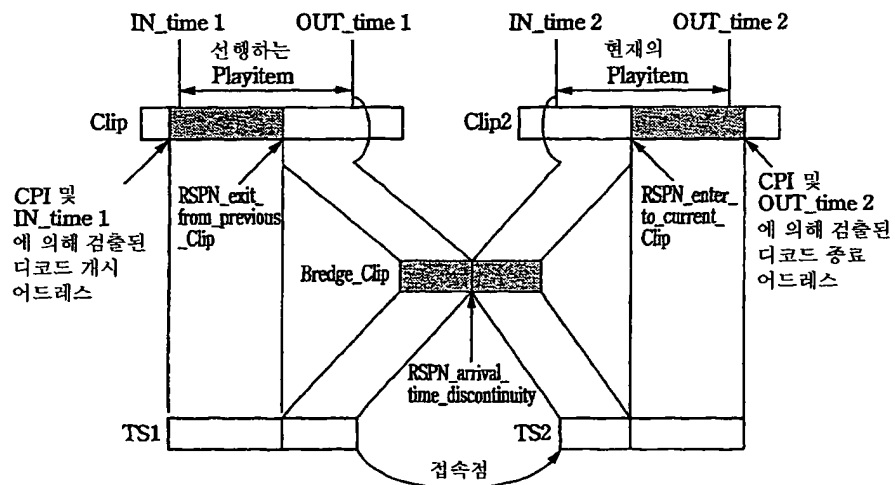 IN_time 1
OUT_time 1
IN_time 2
OUT_time 2
선행하는
Playitem
현재의
Playitem
Clip
Clip2
CPI 및
IN_time 1
에 의해 검출된
디코드 개시
어드레스
RSPN_exit_
from_previous
_Clip
RSPN_enter_
to_current_
Clip
CPI 및
OUT_time 2
에 의해 검출된
디코드 종료
어드레스
Bredge_Clip
RSPN_arrival_
time_discontinuity
TS1
TS2
접속점